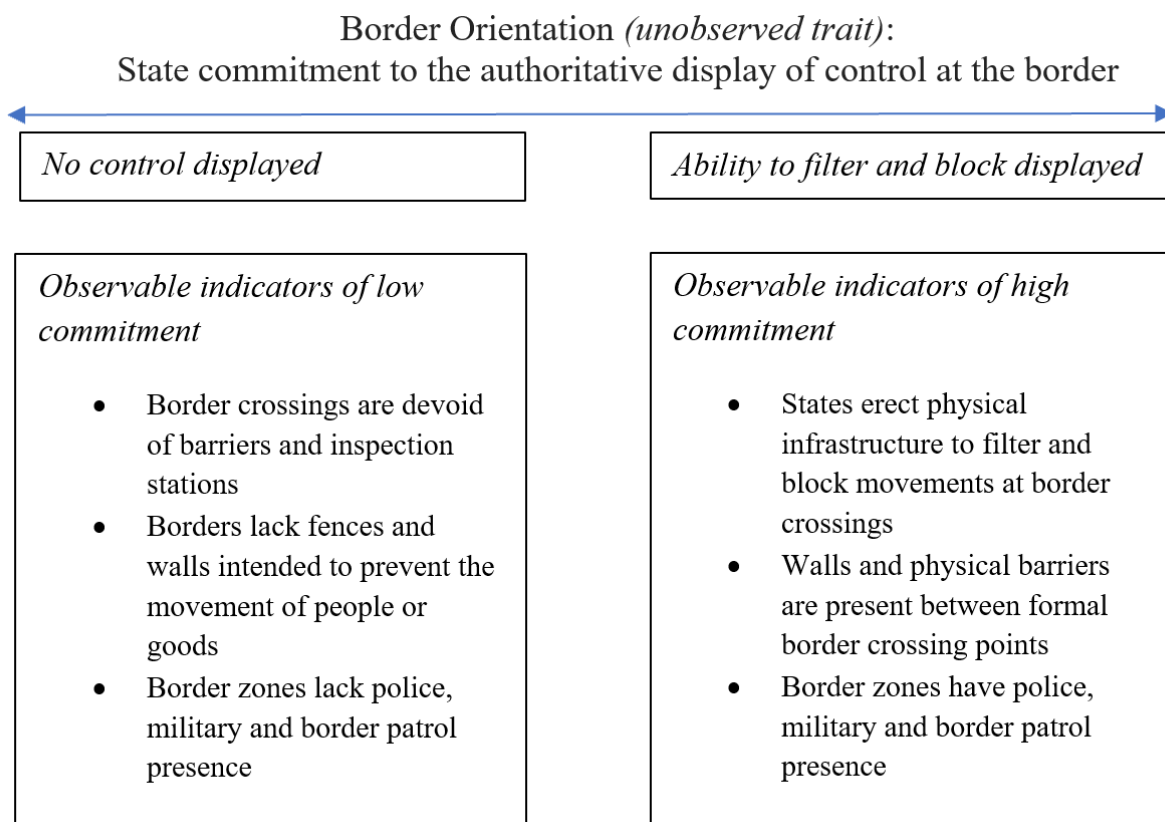 Border Orientation (unobserved trait):
State commitment to the authoritative display of control at the border
No control displayed
Ability to filter and block displayed
Observable indicators of low
commitment
• Border crossings are devoid
of barriers and inspection
stations
• Borders lack fences and
walls intended to prevent the
movement of people or
goods
• Border zones lack police,
military and border patrol
presence
Observable indicators of high
commitment
• States erect physical
infrastructure to filter and
block movements at border
crossings
• Walls and physical barriers
are present between formal
border crossing points
• Border zones have police,
military and border patrol
presence